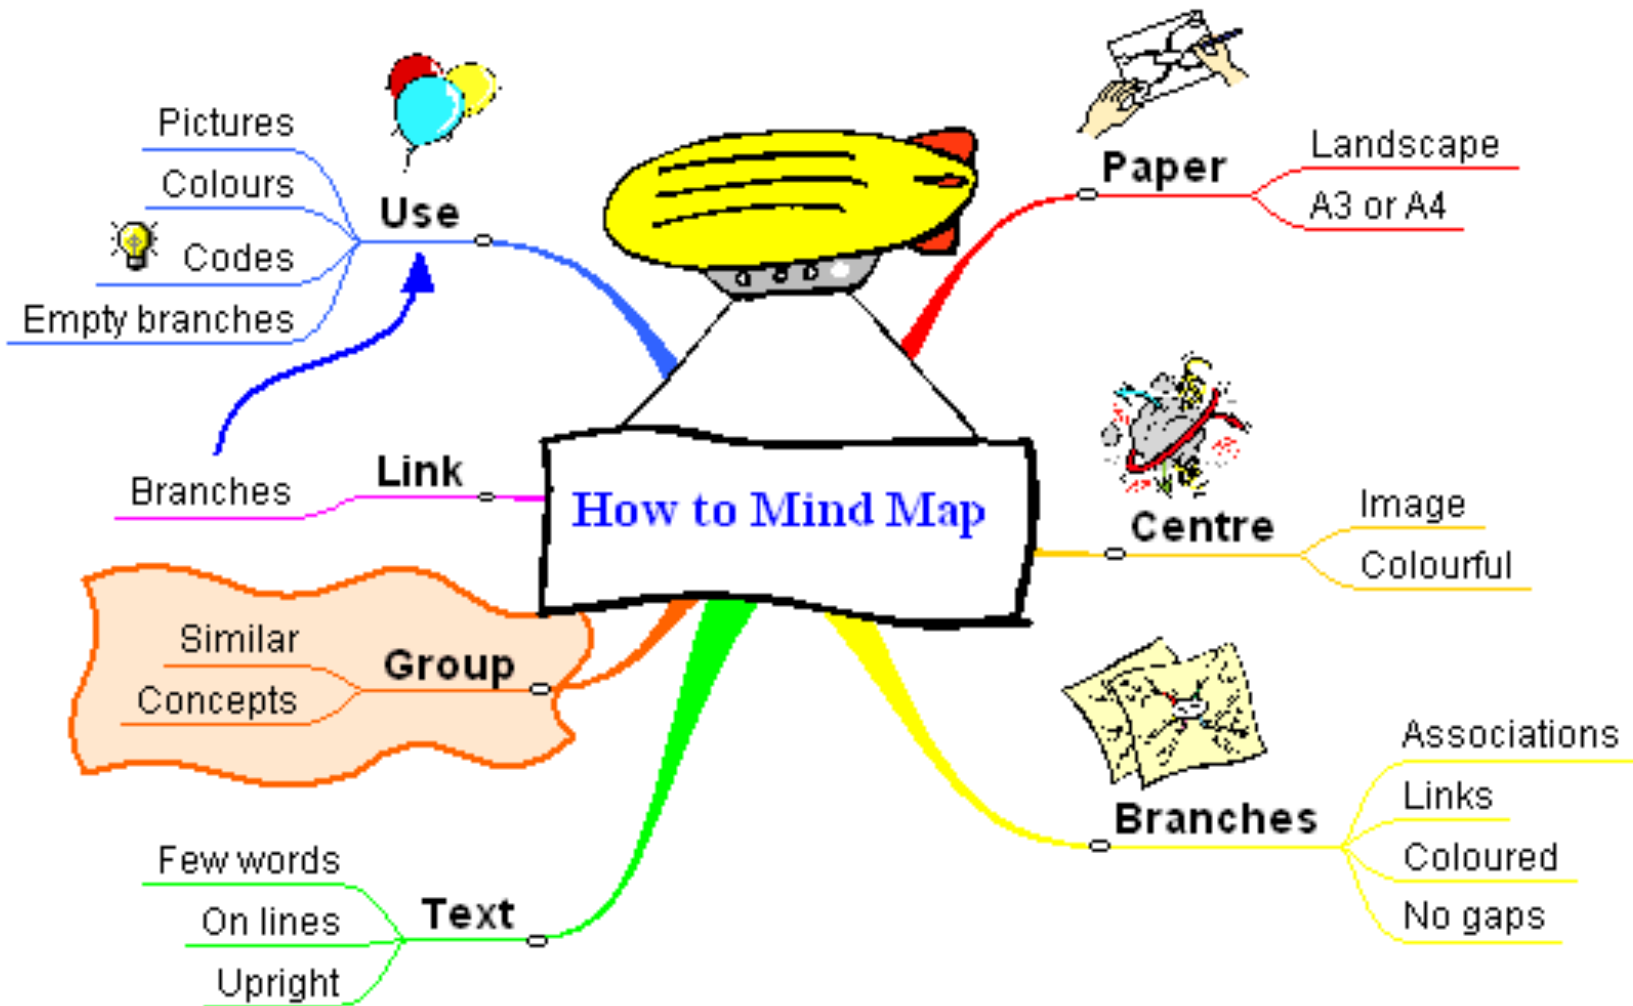 How to Mind Map
Paper
Landscape
A3 or A4
Centre
Image
Colourful
Branches
Associations
Links
Coloured
No gaps
Text
Few words
On lines
Upright
Group
Similar
Concepts
Link
Branches
Use
Pictures
Colours
Codes
Empty branches